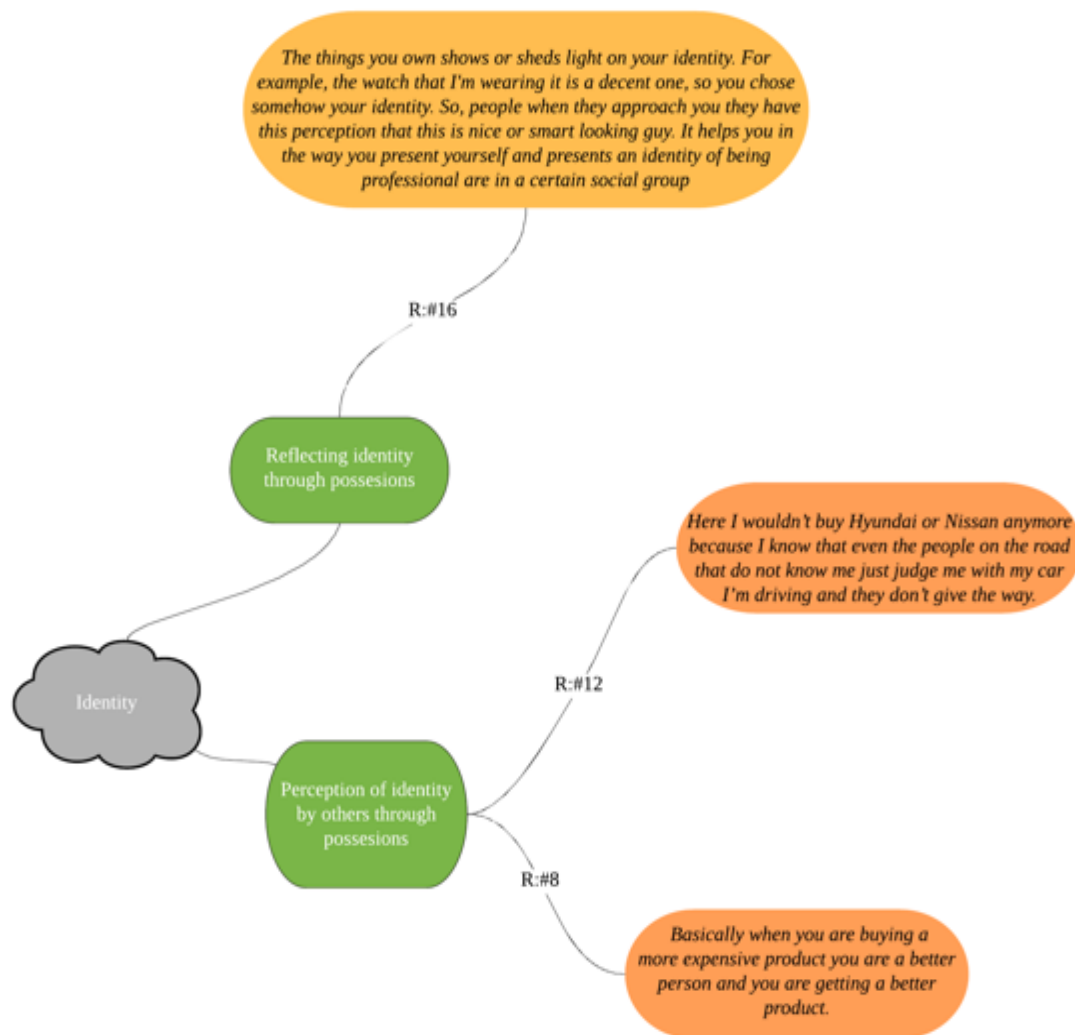 The things you own shows or sheds light on your identity. For
example, the watch that I'm wearing it is a decent one, so you chose
somehow your identity. So, people when they approach you they have
this perception that this is nice or smart looking guy. It helps you in
the way you present yourself and presents an identity of being
professional are in a certain social group
R:#16
Reflecting identity
through possesions
Here I wouldn't buy Hyundai or Nissan anymore
because I know that even the people on the road
that do not know me just judge me with my car
I'm driving and they don't give the way.
R:#12
Identity
Perception of identity
by others through
possesions
R:#8
Basically when you are buying a
more expensive product you are a better
person and you are getting a better
product.